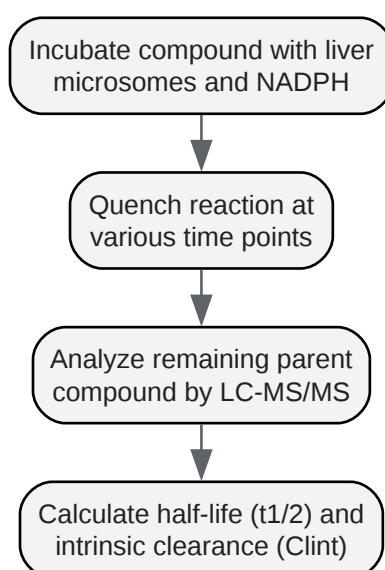 Incubate compound with liver
microsomes and NADPH
Quench reaction at
various time points
Analyze remaining parent
compound by LC-MS/MS
Calculate half-life (t1/2) and
intrinsic clearance (Clint)